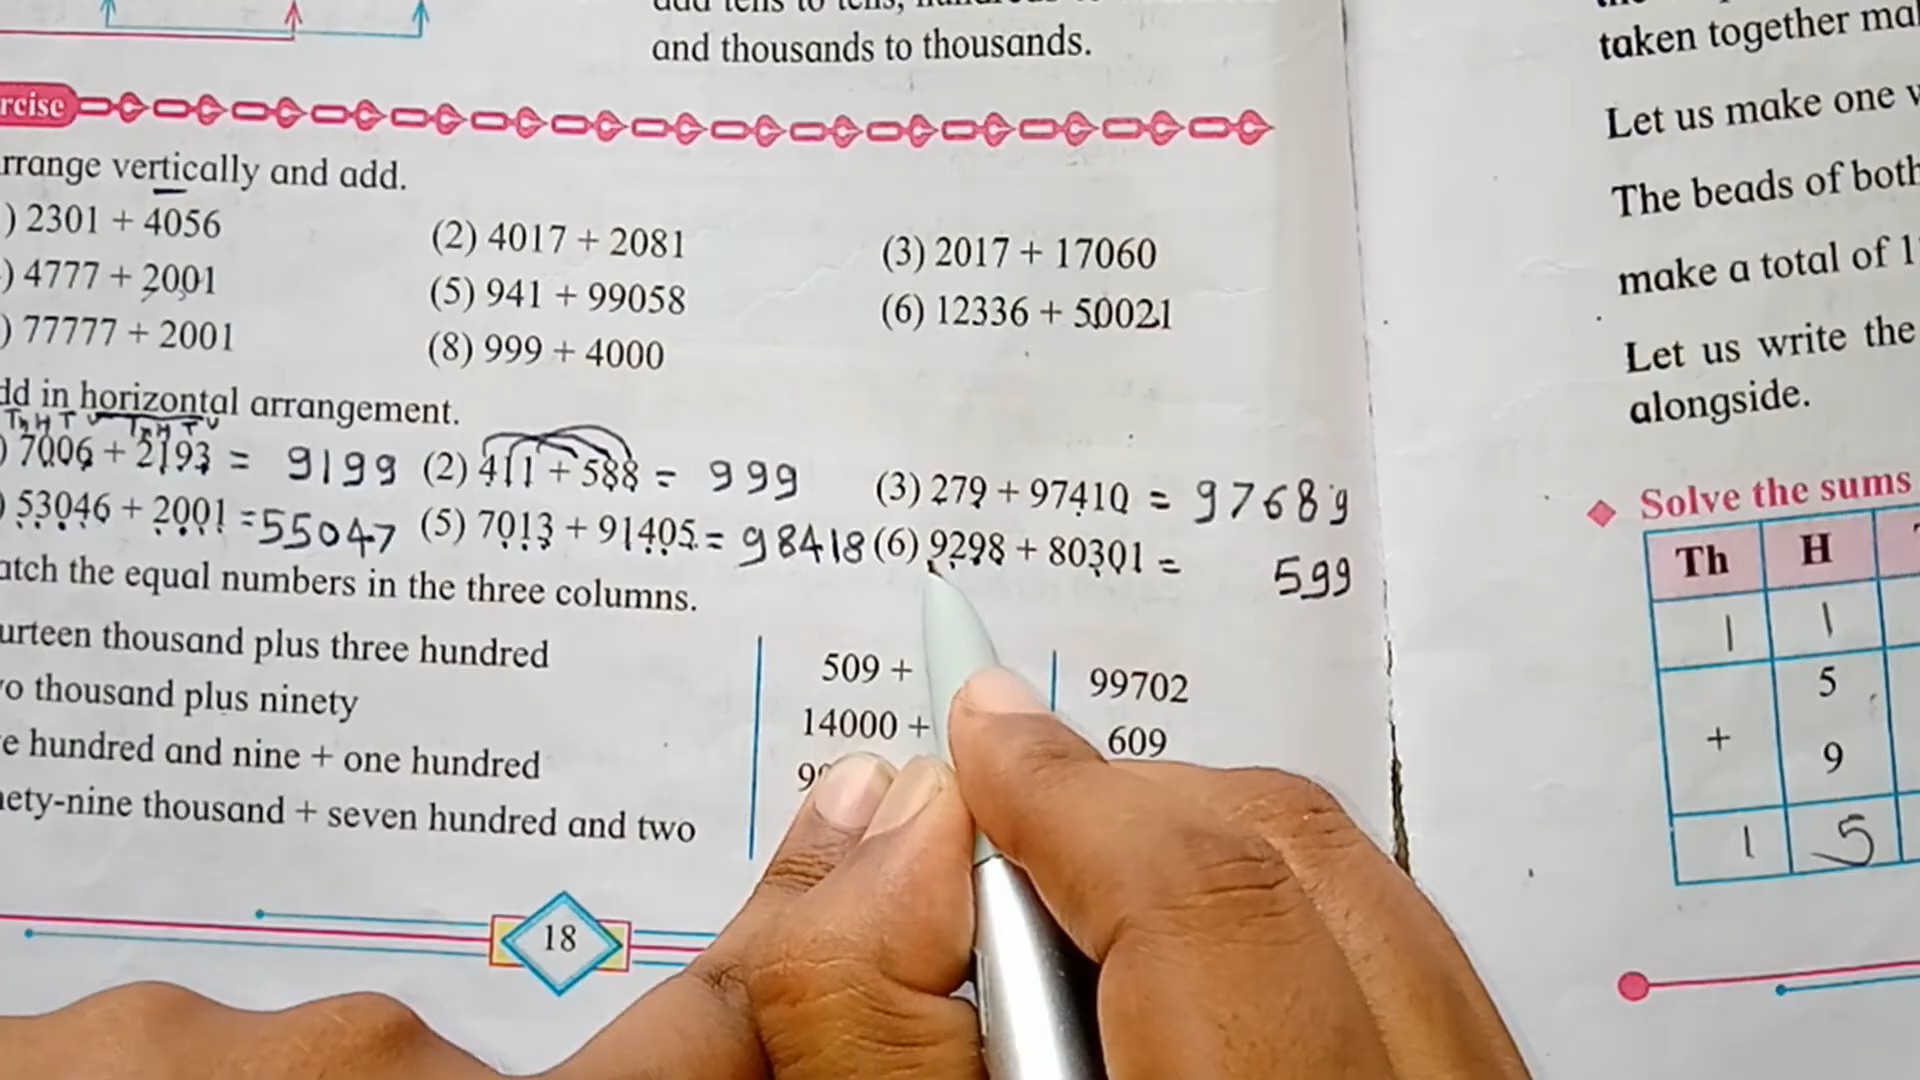 and thousands to thousands.
rcise
rrange vertically and add.
) 2301 + 4056 (2) 4017 + 2081 (3) 2017 + 17060
) 4777 + 2001 (5) 941 + 99058 (6) 12336 + 50021
) 77777 + 2001 (8) 999 + 4000
dd in horizontal arrangement.
Th H T U Th H T U
) 7006 + 2193 = 9199 (2) 411 + 588 = 999 (3) 279 + 97410 = 97689
) 53046 + 2001 = 55047 (5) 7013 + 91405 = 98418 (6) 9298 + 80301 = 599
atch the equal numbers in the three columns.
urteen thousand plus three hundred 509 + 99702
o thousand plus ninety 14000 + 609
e hundred and nine + one hundred 9
ety-nine thousand + seven hundred and two
18
taken together ma
Let us make one
The beads of both
make a total of 1
Let us write the
alongside.
Solve the sums
Th H
1 1
5
+ 9
1 5